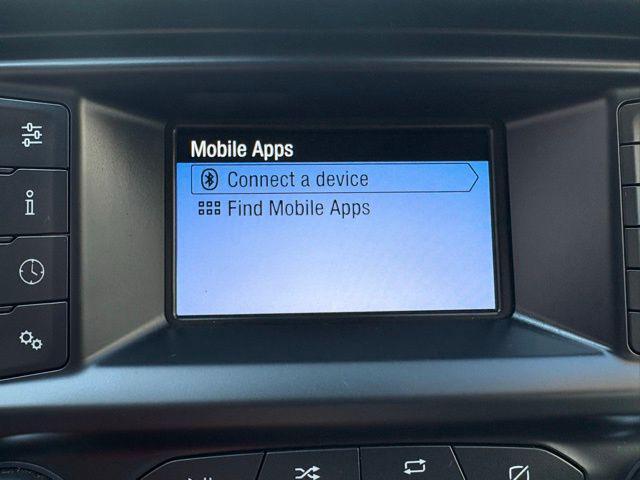 Mobile Apps
Connect a device
Find Mobile Apps